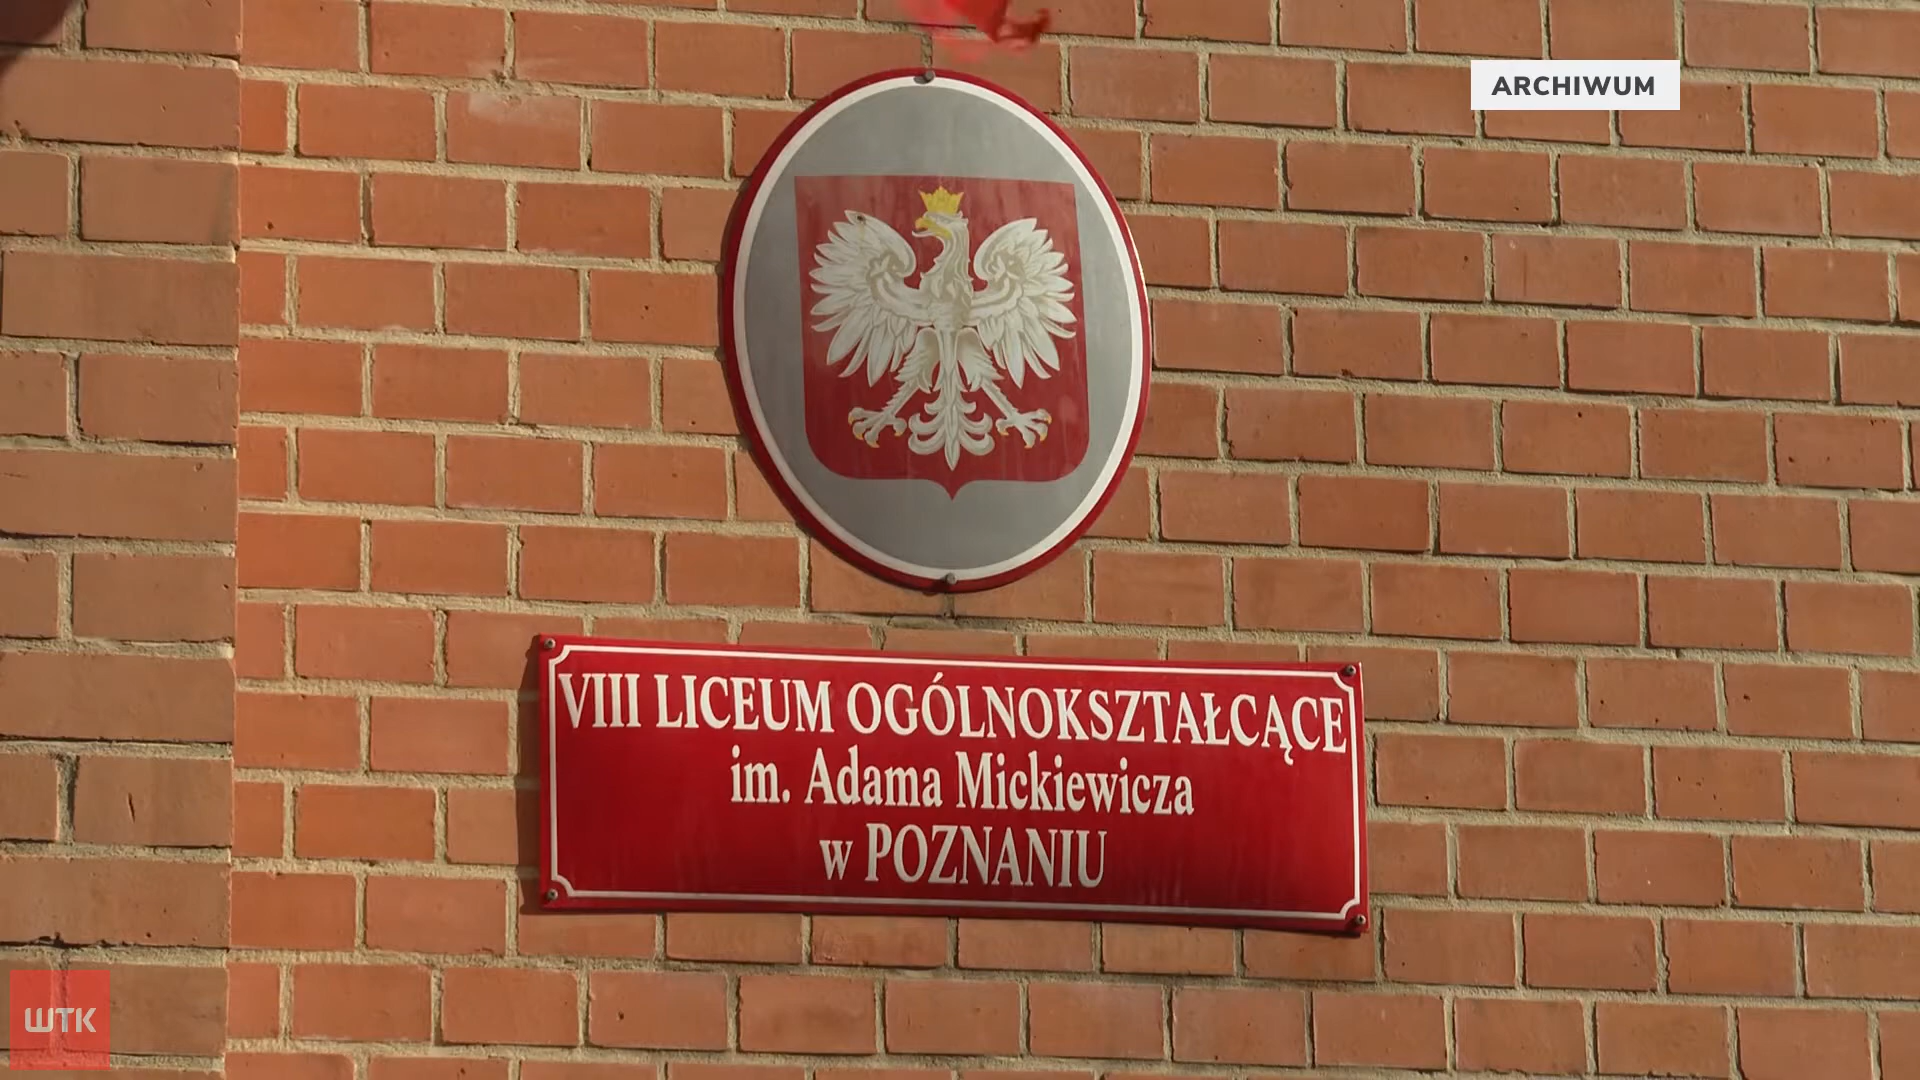 ARCHIWUM
VIII LICEUM OGÓLNOKSZTAŁCĄCE
im. Adama Mickiewicza
w POZNANIU
WTK